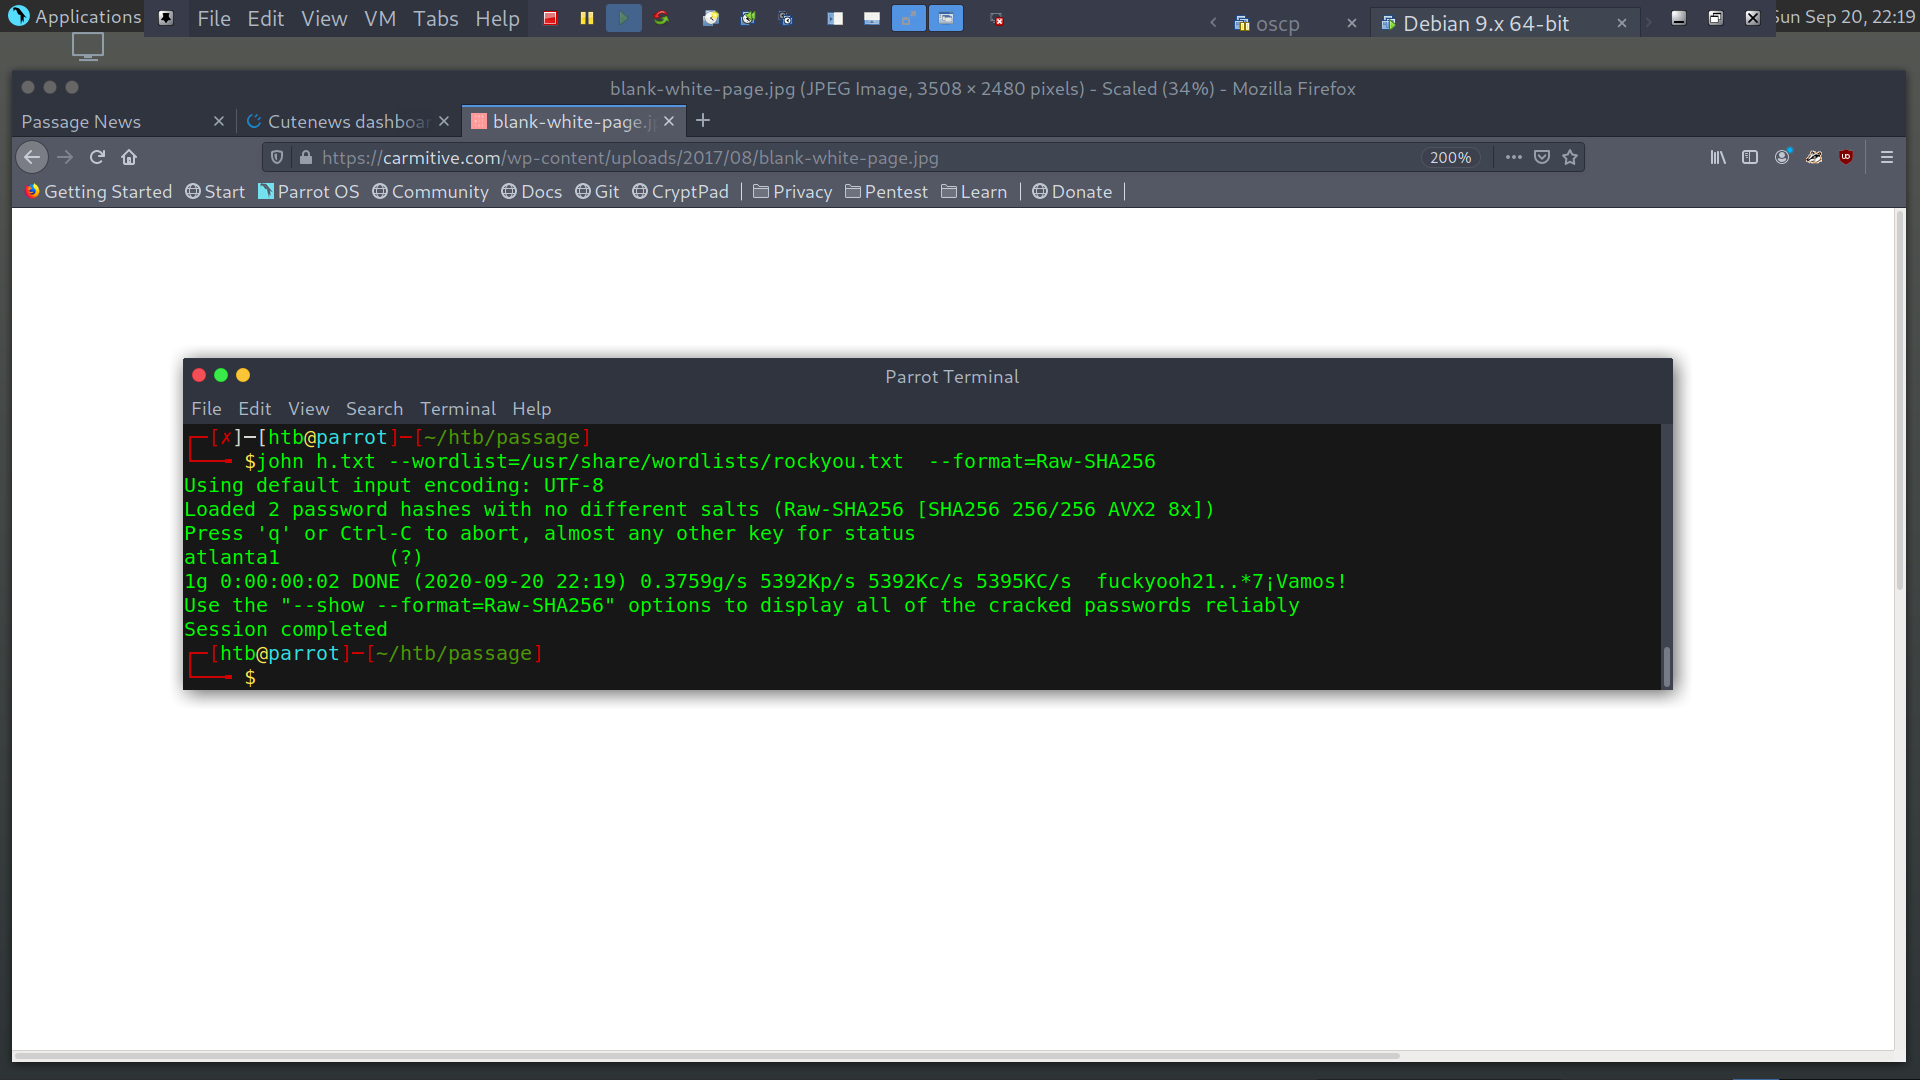 Applications File Edit View VM Tabs Help oscp Debian 9.x 64-bit Sun Sep 20, 22:19
blank-white-page.jpg (JPEG Image, 3508 × 2480 pixels) - Scaled (34%) - Mozilla Firefox
Passage News Cutenews dashboar blank-white-page.j
https://carmitive.com/wp-content/uploads/2017/08/blank-white-page.jpg 200%
Getting Started Start Parrot OS Community Docs Git CryptPad Privacy Pentest Learn Donate
Parrot Terminal
File Edit View Search Terminal Help
┌─[✗]─[htb@parrot]─[~/htb/passage]
└──╼ $john h.txt --wordlist=/usr/share/wordlists/rockyou.txt  --format=Raw-SHA256
Using default input encoding: UTF-8
Loaded 2 password hashes with no different salts (Raw-SHA256 [SHA256 256/256 AVX2 8x])
Press 'q' or Ctrl-C to abort, almost any other key for status
atlanta1         (?)
1g 0:00:00:02 DONE (2020-09-20 22:19) 0.3759g/s 5392Kp/s 5392Kc/s 5395KC/s  fuckyooh21..*7¡Vamos!
Use the "--show --format=Raw-SHA256" options to display all of the cracked passwords reliably
Session completed
┌─[htb@parrot]─[~/htb/passage]
└──╼ $